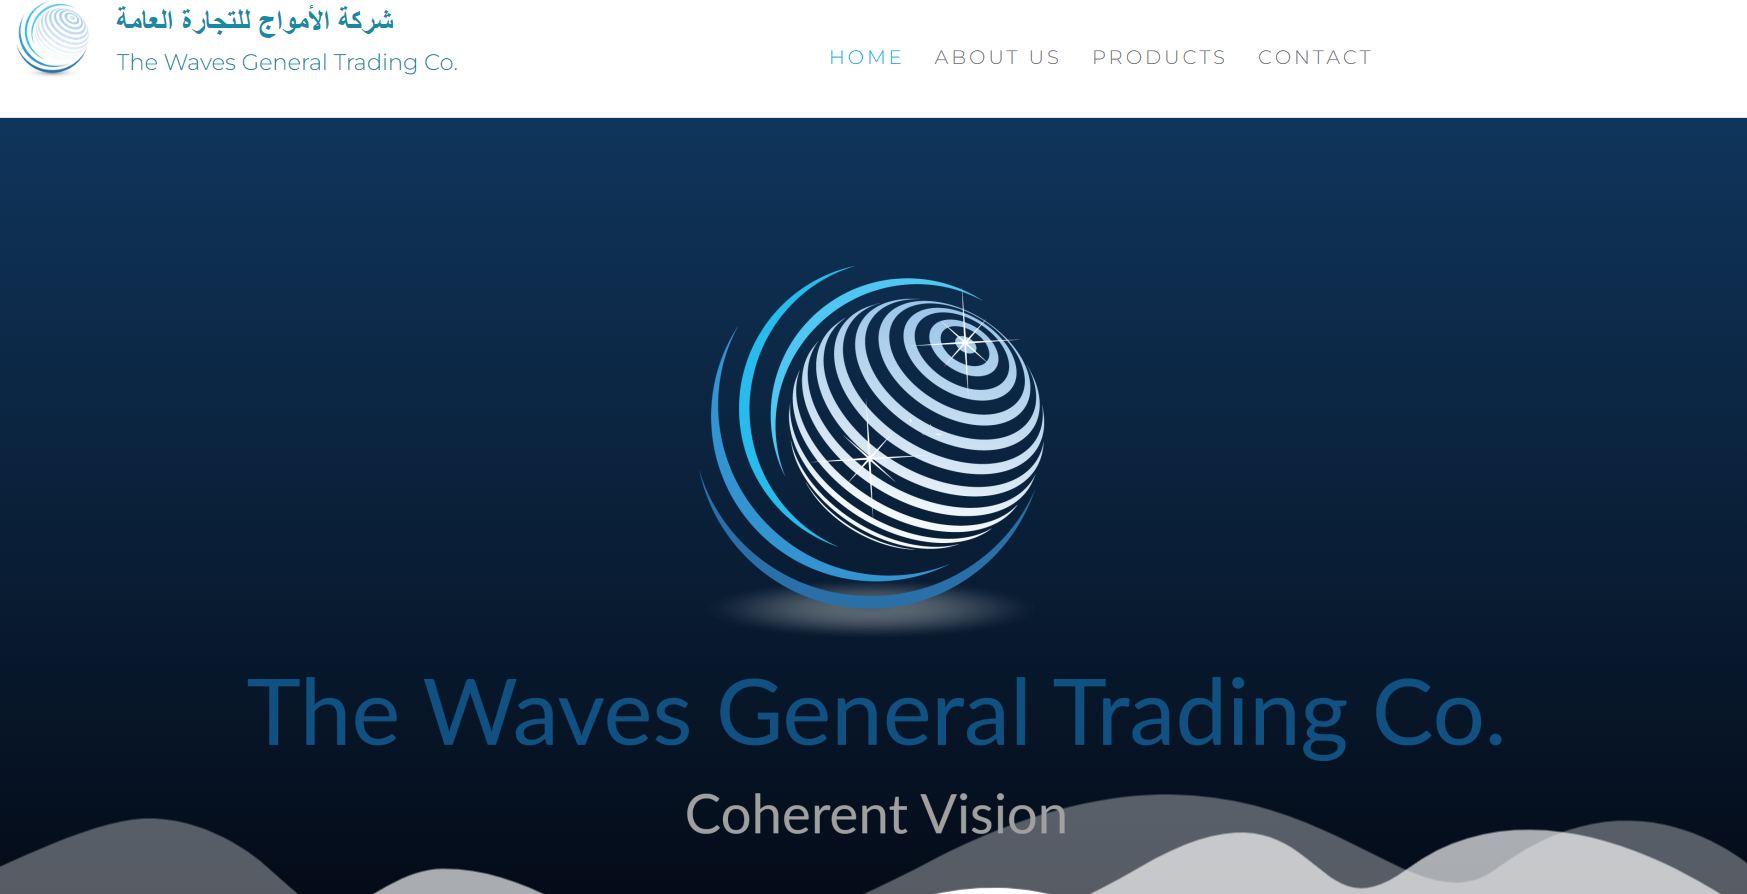 شركة الأمواج للتجارة العامة
The Waves General Trading Co.
HOME ABOUT US PRODUCTS CONTACT
The Waves General Trading Co.
Coherent Vision